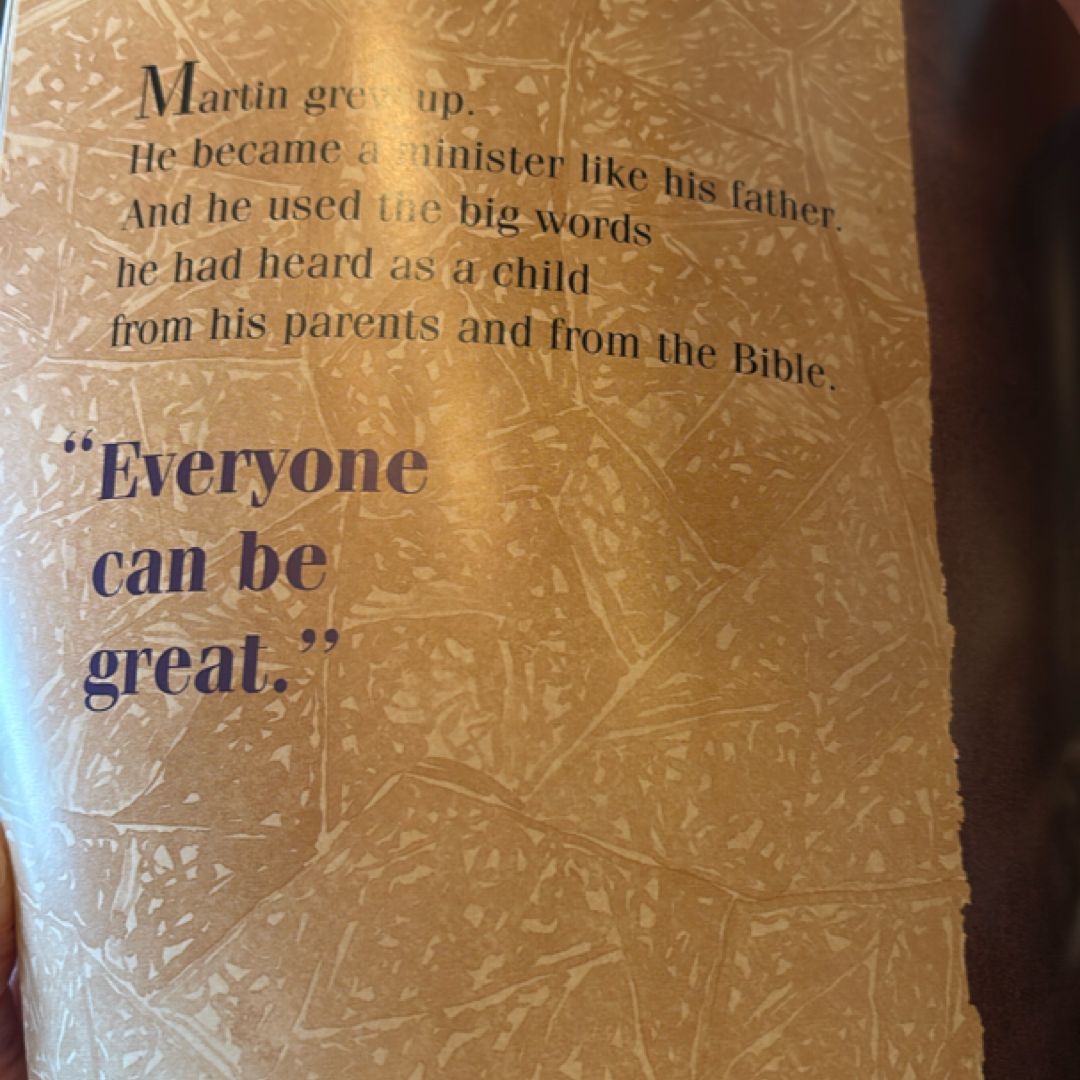 Martin grew up.
He became a minister like his father.
And he used the big words
he had heard as a child
from his parents and from the Bible.
“Everyone
can be
great.”